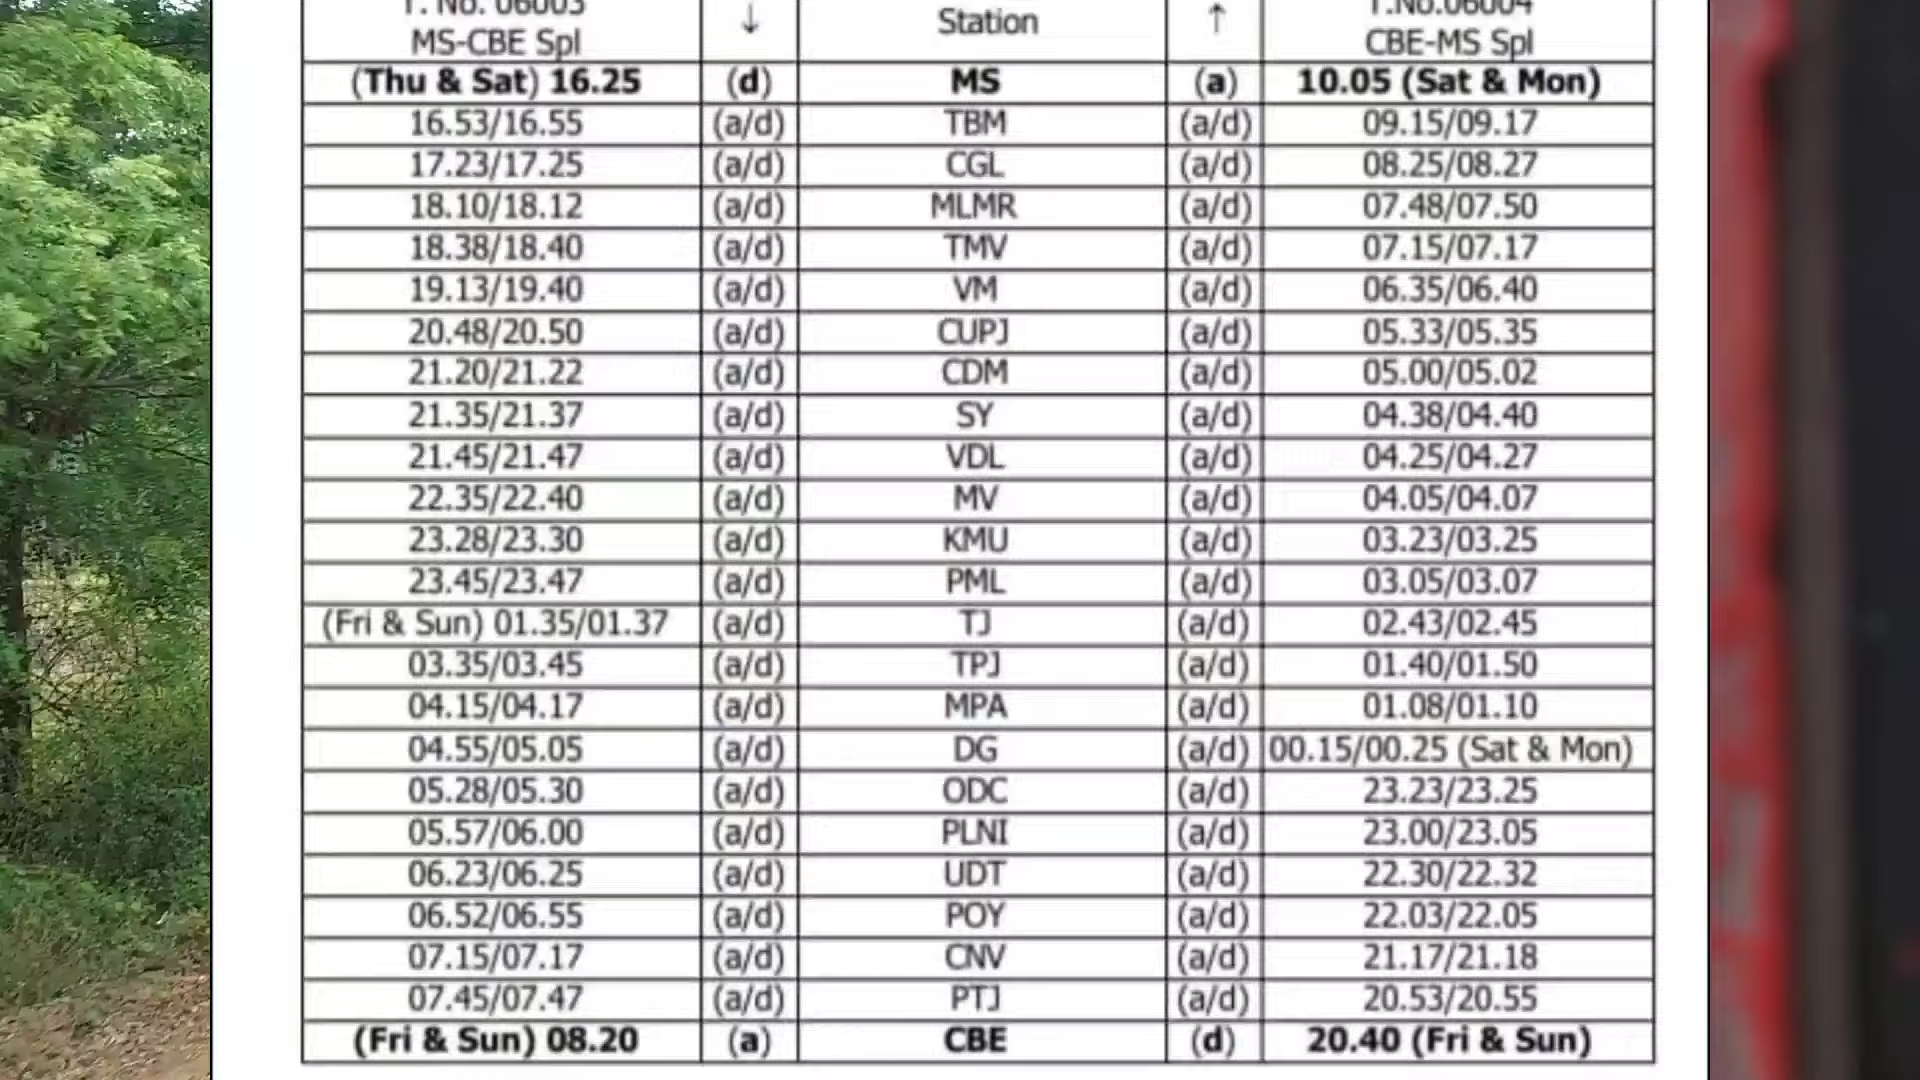 T. No. 06003 ↓ Station ↑ T.No.06004
MS-CBE Spl CBE-MS Spl
(Thu & Sat) 16.25 (d) MS (a) 10.05 (Sat & Mon)
16.53/16.55 (a/d) TBM (a/d) 09.15/09.17
17.23/17.25 (a/d) CGL (a/d) 08.25/08.27
18.10/18.12 (a/d) MLMR (a/d) 07.48/07.50
18.38/18.40 (a/d) TMV (a/d) 07.15/07.17
19.13/19.40 (a/d) VM (a/d) 06.35/06.40
20.48/20.50 (a/d) CUPJ (a/d) 05.33/05.35
21.20/21.22 (a/d) CDM (a/d) 05.00/05.02
21.35/21.37 (a/d) SY (a/d) 04.38/04.40
21.45/21.47 (a/d) VDL (a/d) 04.25/04.27
22.35/22.40 (a/d) MV (a/d) 04.05/04.07
23.28/23.30 (a/d) KMU (a/d) 03.23/03.25
23.45/23.47 (a/d) PML (a/d) 03.05/03.07
(Fri & Sun) 01.35/01.37 (a/d) TJ (a/d) 02.43/02.45
03.35/03.45 (a/d) TPJ (a/d) 01.40/01.50
04.15/04.17 (a/d) MPA (a/d) 01.08/01.10
04.55/05.05 (a/d) DG (a/d) 00.15/00.25 (Sat & Mon)
05.28/05.30 (a/d) ODC (a/d) 23.23/23.25
05.57/06.00 (a/d) PLNI (a/d) 23.00/23.05
06.23/06.25 (a/d) UDT (a/d) 22.30/22.32
06.52/06.55 (a/d) POY (a/d) 22.03/22.05
07.15/07.17 (a/d) CNV (a/d) 21.17/21.18
07.45/07.47 (a/d) PTJ (a/d) 20.53/20.55
(Fri & Sun) 08.20 (a) CBE (d) 20.40 (Fri & Sun)